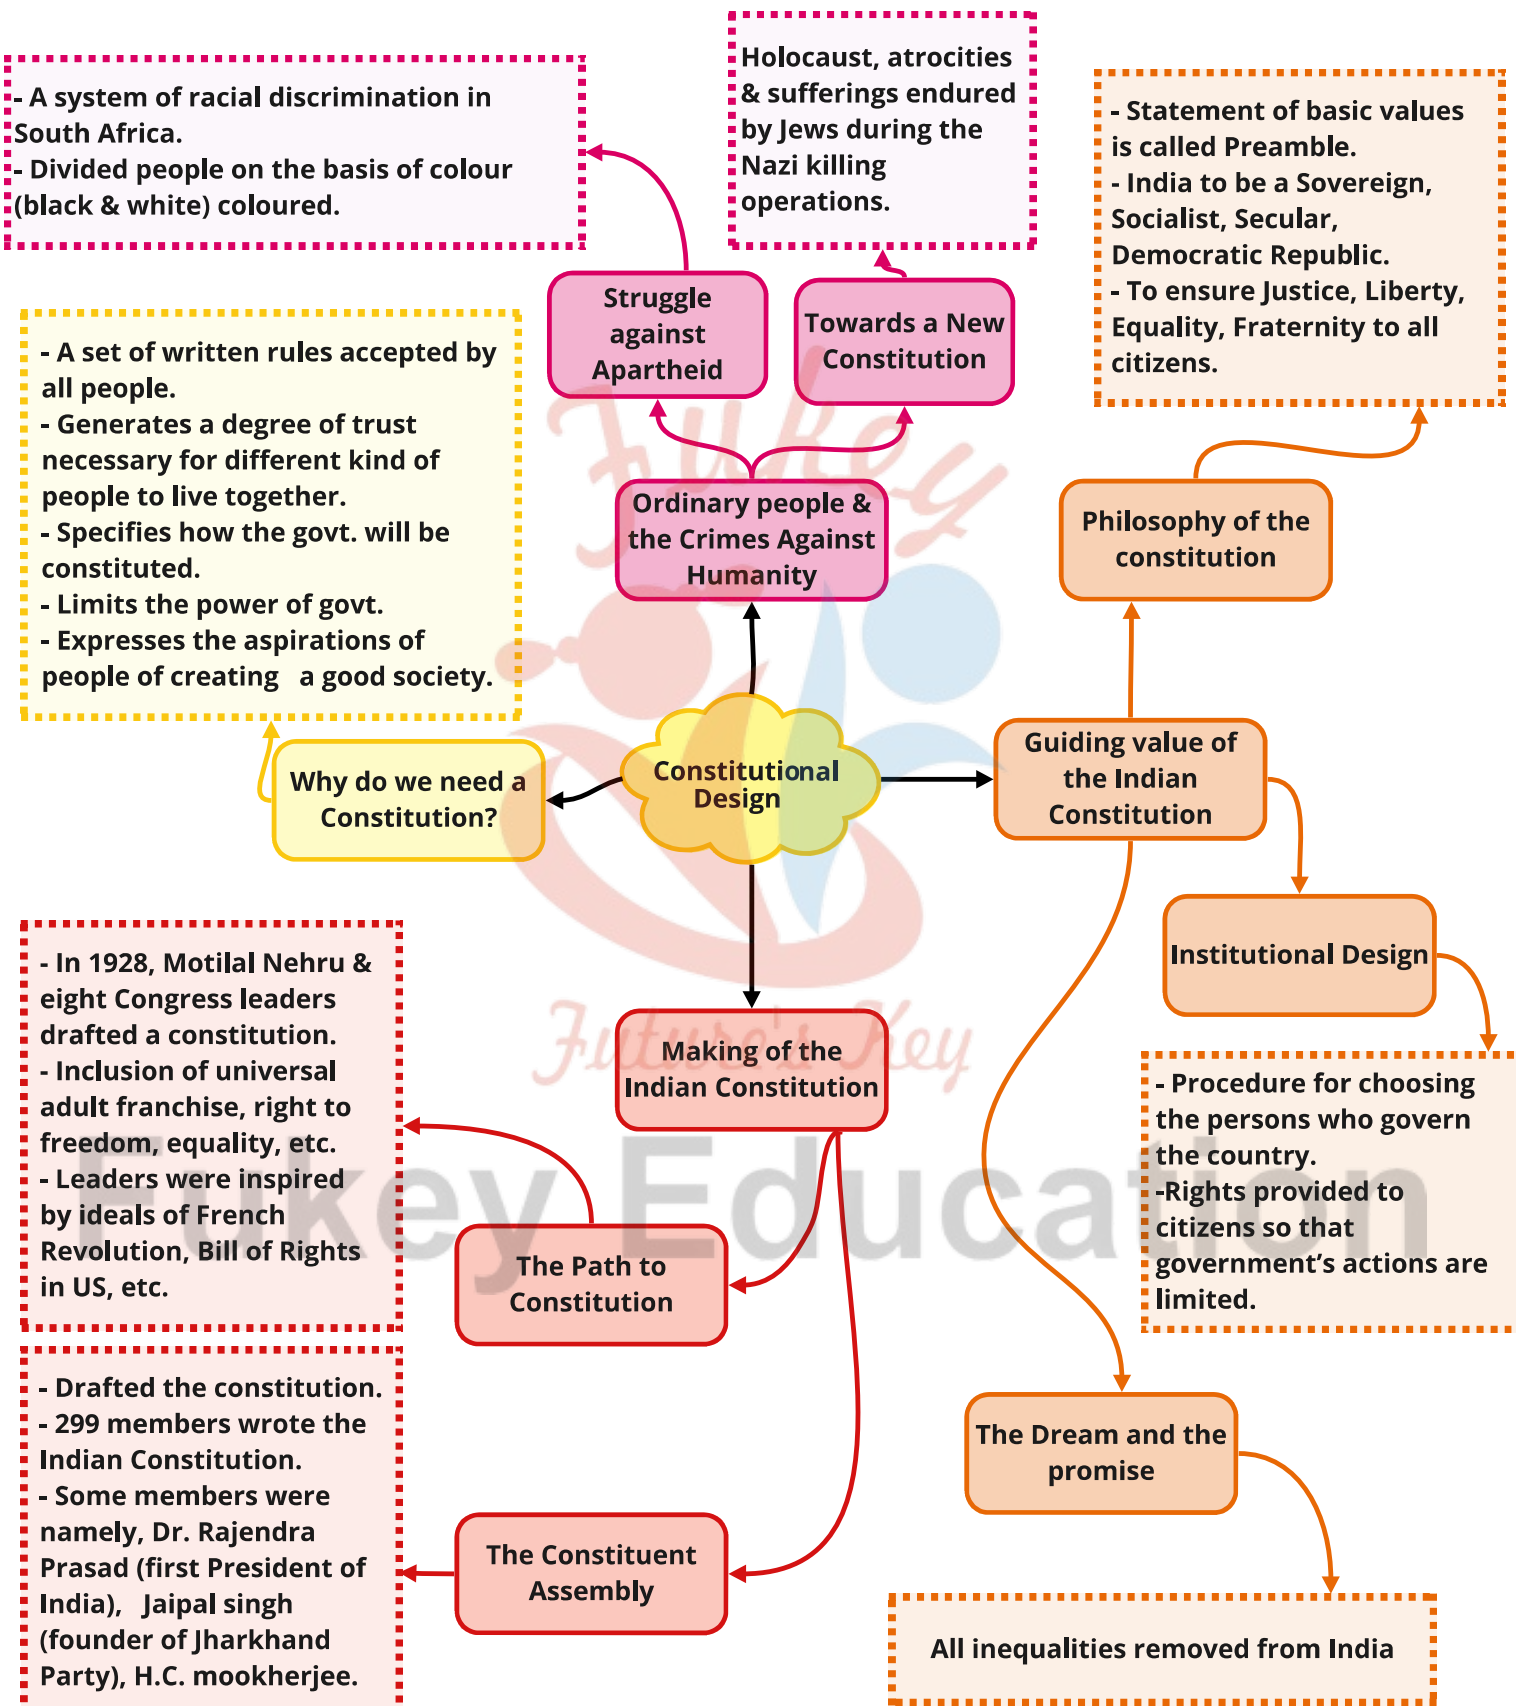 - A system of racial discrimination in
South Africa.
- Divided people on the basis of colour
(black & white) coloured.
Holocaust, atrocities
& sufferings endured
by Jews during the
Nazi killing
operations.
- Statement of basic values
is called Preamble.
- India to be a Sovereign,
Socialist, Secular,
Democratic Republic.
- To ensure Justice, Liberty,
Equality, Fraternity to all
citizens.
Struggle
against
Apartheid
Towards a New
Constitution
- A set of written rules accepted by
all people.
- Generates a degree of trust
necessary for different kind of
people to live together.
- Specifies how the govt. will be
constituted.
- Limits the power of govt.
- Expresses the aspirations of
people of creating   a good society.
Fukey
Ordinary people &
the Crimes Against
Humanity
Philosophy of the
constitution
Why do we need a
Constitution?
Constitutional
Design
Guiding value of
the Indian
Constitution
Institutional Design
- In 1928, Motilal Nehru &
eight Congress leaders
drafted a constitution.
- Inclusion of universal
adult franchise, right to
freedom, equality, etc.
- Leaders were inspired
by ideals of French
Revolution, Bill of Rights
in US, etc.
Future's Key
Making of the
Indian Constitution
- Procedure for choosing
the persons who govern
the country.
-Rights provided to
citizens so that
government’s actions are
limited.
Fukey Education
The Path to
Constitution
- Drafted the constitution.
- 299 members wrote the
Indian Constitution.
- Some members were
namely, Dr. Rajendra
Prasad (first President of
India),   Jaipal singh
(founder of Jharkhand
Party), H.C. mookherjee.
The Dream and the
promise
The Constituent
Assembly
All inequalities removed from India